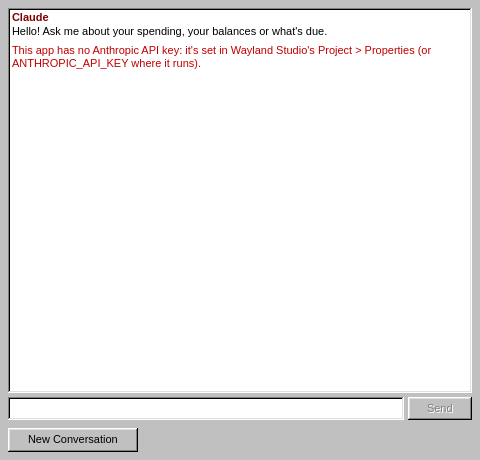 Claude
Hello! Ask me about your spending, your balances or what's due.
This app has no Anthropic API key: it's set in Wayland Studio's Project > Properties (or
ANTHROPIC_API_KEY where it runs).
Send
New Conversation